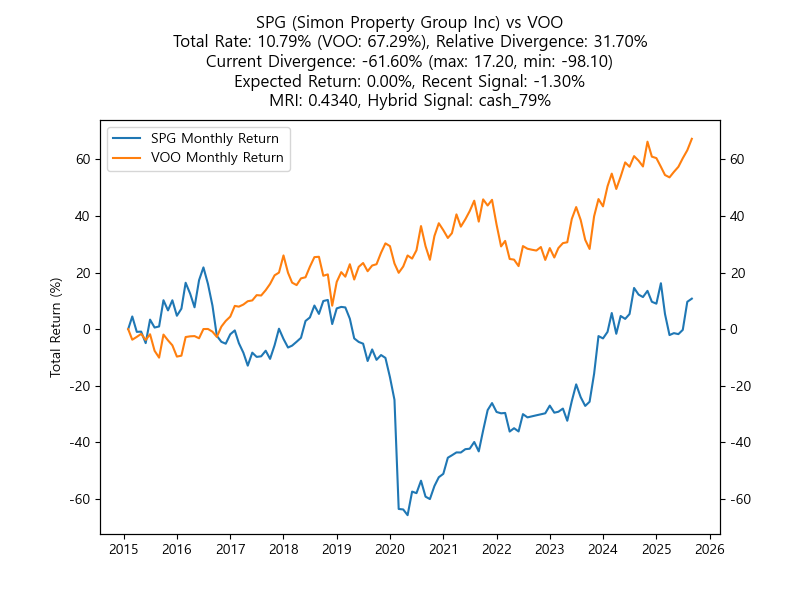 SPG (Simon Property Group Inc) vs VOO
Total Rate: 10.79% (VOO: 67.29%), Relative Divergence: 31.70%
Current Divergence: -61.60% (max: 17.20, min: -98.10)
Expected Return: 0.00%, Recent Signal: -1.30%
MRI: 0.4340, Hybrid Signal: cash_79%
SPG Monthly Return
VOO Monthly Return
Total Return (%)
60
40
20
0
-20
-40
-60
60
40
20
0
-20
-40
-60
2015 2016 2017 2018 2019 2020 2021 2022 2023 2024 2025 2026